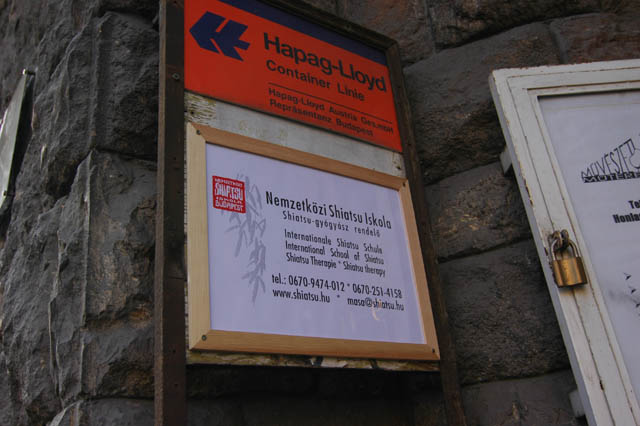 Hapag-Lloyd
Container Linie
Hapag-Lloyd Austria Ges.mbH
Repräsentanz Budapest
NEMZETKÖZI
SHIATSU
ISKOLA
BUDAPEST
Nemzetközi Shiatsu Iskola
Shiatsu-gyógyász rendelő
Internationale Shiatsu Schule
International School of Shiatsu
Shiatsu Therapie * Shiatsu therapy
tel.: 0670-9474-012 * 0670-251-4158
www.shiatsu.hu * masa@shiatsu.hu